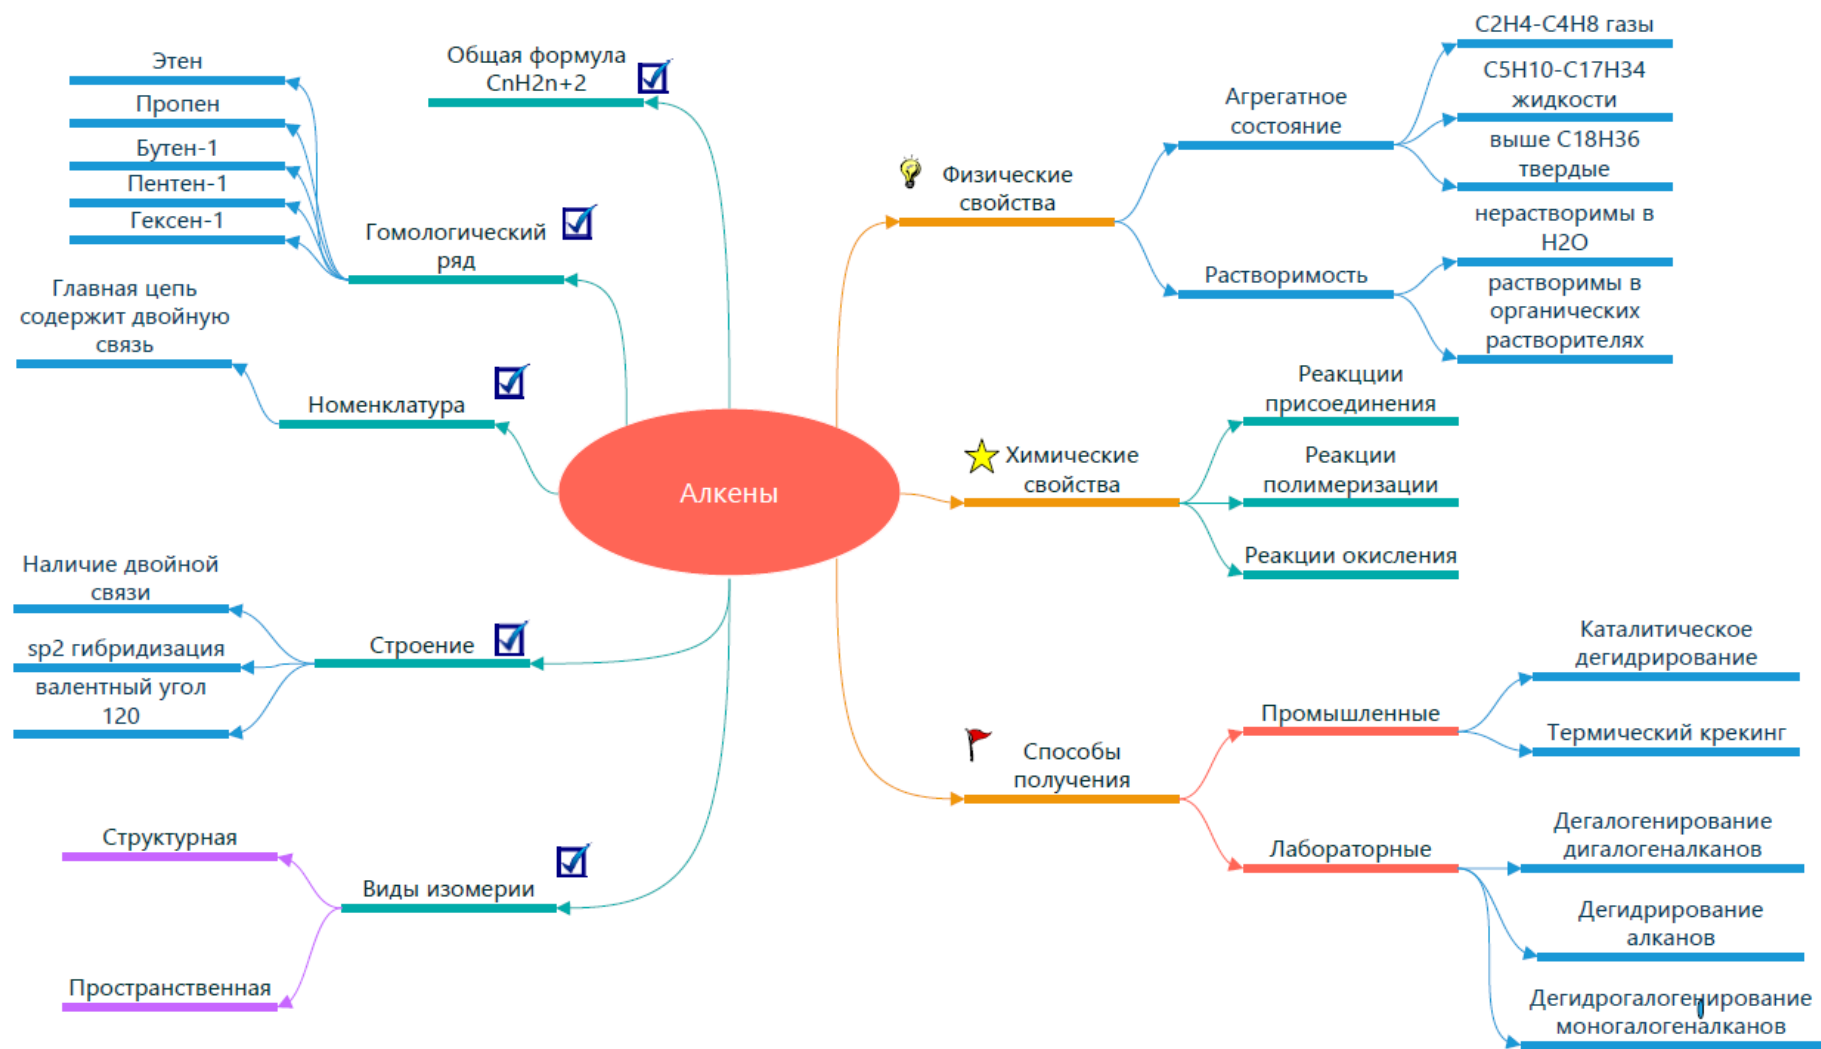 Алкены
Общая формула
CnH2n+2
Гомологический
ряд
Этен
Пропен
Бутен-1
Пентен-1
Гексен-1
Номенклатура
Главная цепь
содержит двойную
связь
Строение
Наличие двойной
связи
sp2 гибридизация
валентный угол
120
Виды изомерии
Структурная
Пространственная
Физические
свойства
Агрегатное
состояние
C2H4-C4H8 газы
C5H10-C17H34
жидкости
выше C18H36
твердые
Растворимость
нерастворимы в
H2O
растворимы в
органических
растворителях
Химические
свойства
Реакцции
присоединения
Реакции
полимеризации
Реакции окисления
Способы
получения
Промышленные
Каталитическое
дегидрирование
Термический крекинг
Лабораторные
Дегалогенирование
дигалогеналканов
Дегидрирование
алканов
Дегидрогалогенирование
моногалогеналканов